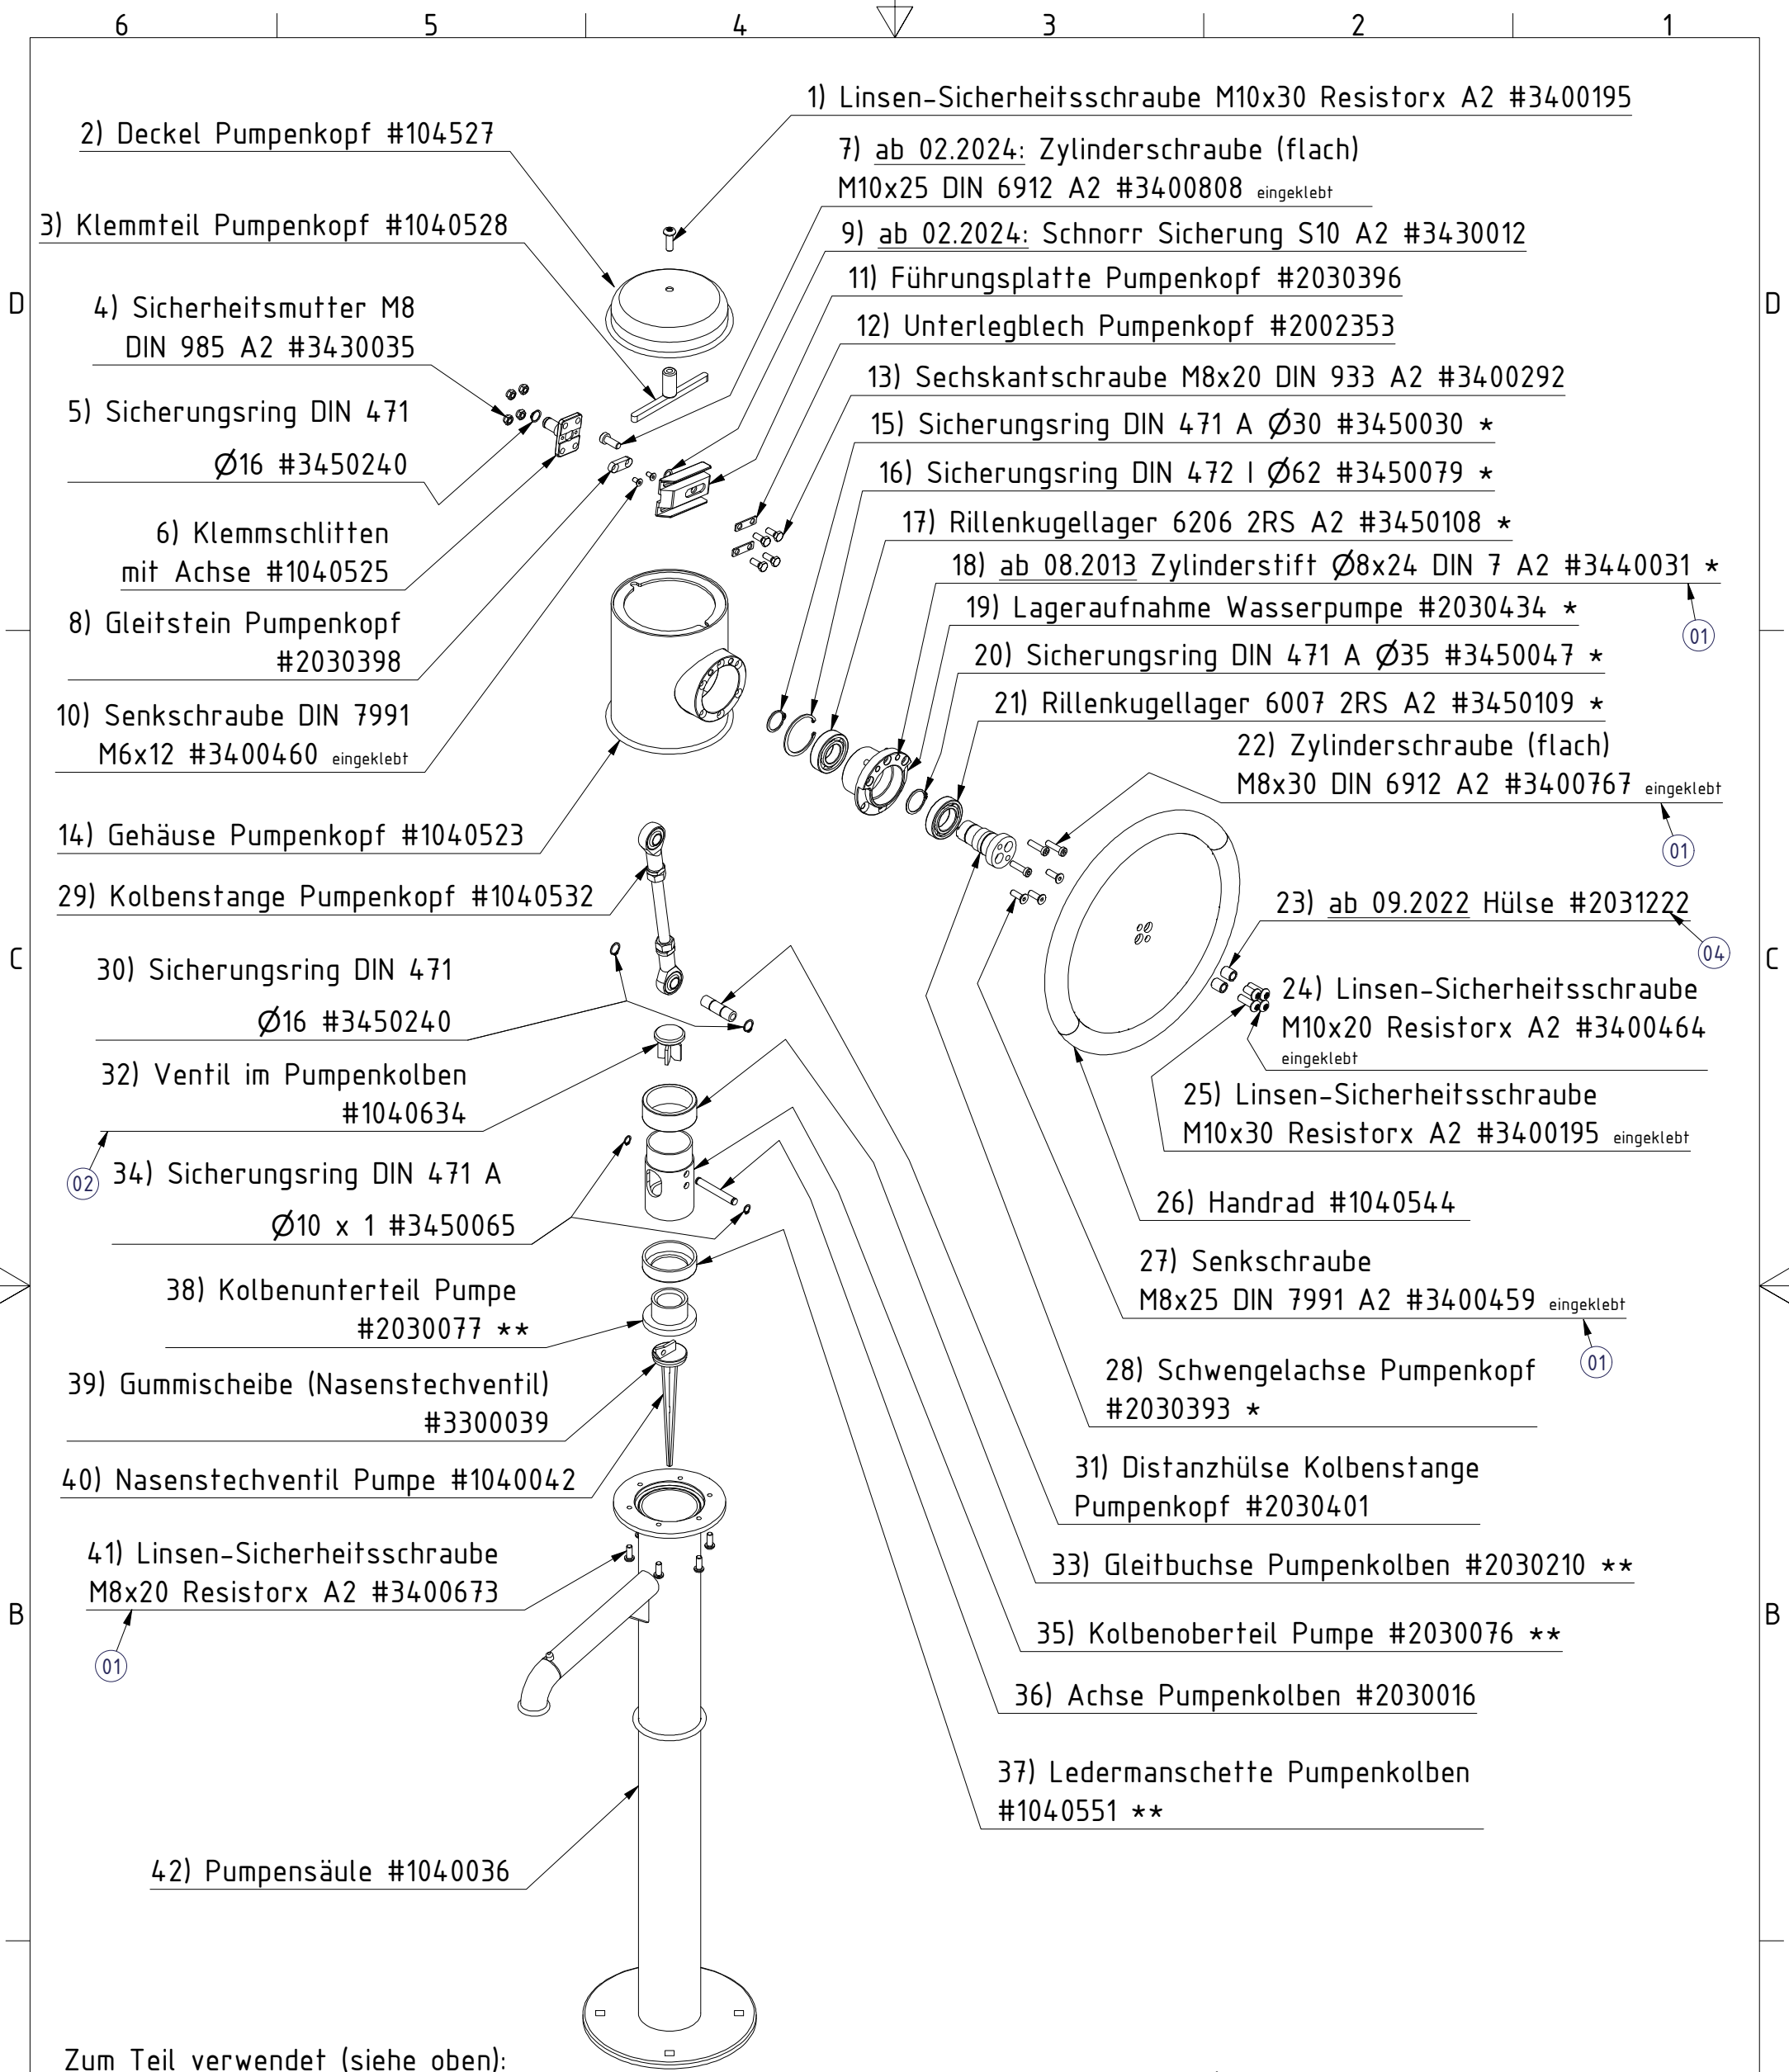 6 5 4 3 2 1
1) Linsen-Sicherheitsschraube M10x30 Resistorx A2 #3400195
2) Deckel Pumpenkopf #104527
7) ab 02.2024: Zylinderschraube (flach)
M10x25 DIN 6912 A2 #3400808 eingeklebt
3) Klemmteil Pumpenkopf #1040528
9) ab 02.2024: Schnorr Sicherung S10 A2 #3430012
11) Führungsplatte Pumpenkopf #2030396
D D
4) Sicherheitsmutter M8
DIN 985 A2 #3430035
12) Unterlegblech Pumpenkopf #2002353
13) Sechskantschraube M8x20 DIN 933 A2 #3400292
5) Sicherungsring DIN 471
Ø16 #3450240
15) Sicherungsring DIN 471 A Ø30 #3450030 *
16) Sicherungsring DIN 472 I Ø62 #3450079 *
6) Klemmschlitten
mit Achse #1040525
17) Rillenkugellager 6206 2RS A2 #3450108 *
18) ab 08.2013 Zylinderstift Ø8x24 DIN 7 A2 #3440031 *
01
8) Gleitstein Pumpenkopf
#2030398
19) Lageraufnahme Wasserpumpe #2030434 *
20) Sicherungsring DIN 471 A Ø35 #3450047 *
10) Senkschraube DIN 7991
M6x12 #3400460 eingeklebt
21) Rillenkugellager 6007 2RS A2 #3450109 *
22) Zylinderschraube (flach)
M8x30 DIN 6912 A2 #3400767 eingeklebt
01
14) Gehäuse Pumpenkopf #1040523
29) Kolbenstange Pumpenkopf #1040532
23) ab 09.2022 Hülse #2031222
04
C C
30) Sicherungsring DIN 471
Ø16 #3450240
24) Linsen-Sicherheitsschraube
M10x20 Resistorx A2 #3400464
eingeklebt
32) Ventil im Pumpenkolben
#1040634
02
25) Linsen-Sicherheitsschraube
M10x30 Resistorx A2 #3400195 eingeklebt
34) Sicherungsring DIN 471 A
Ø10 x 1 #3450065
26) Handrad #1040544
38) Kolbenunterteil Pumpe
#2030077 **
27) Senkschraube
M8x25 DIN 7991 A2 #3400459 eingeklebt
01
39) Gummischeibe (Nasenstechventil)
#3300039
28) Schwengelachse Pumpenkopf
#2030393 *
40) Nasenstechventil Pumpe #1040042
31) Distanzhülse Kolbenstange
Pumpenkopf #2030401
41) Linsen-Sicherheitsschraube
M8x20 Resistorx A2 #3400673
01
33) Gleitbuchse Pumpenkolben #2030210 **
B B
35) Kolbenoberteil Pumpe #2030076 **
36) Achse Pumpenkolben #2030016
37) Ledermanschette Pumpenkolben
#1040551 **
42) Pumpensäule #1040036
Zum Teil verwendet (siehe oben):